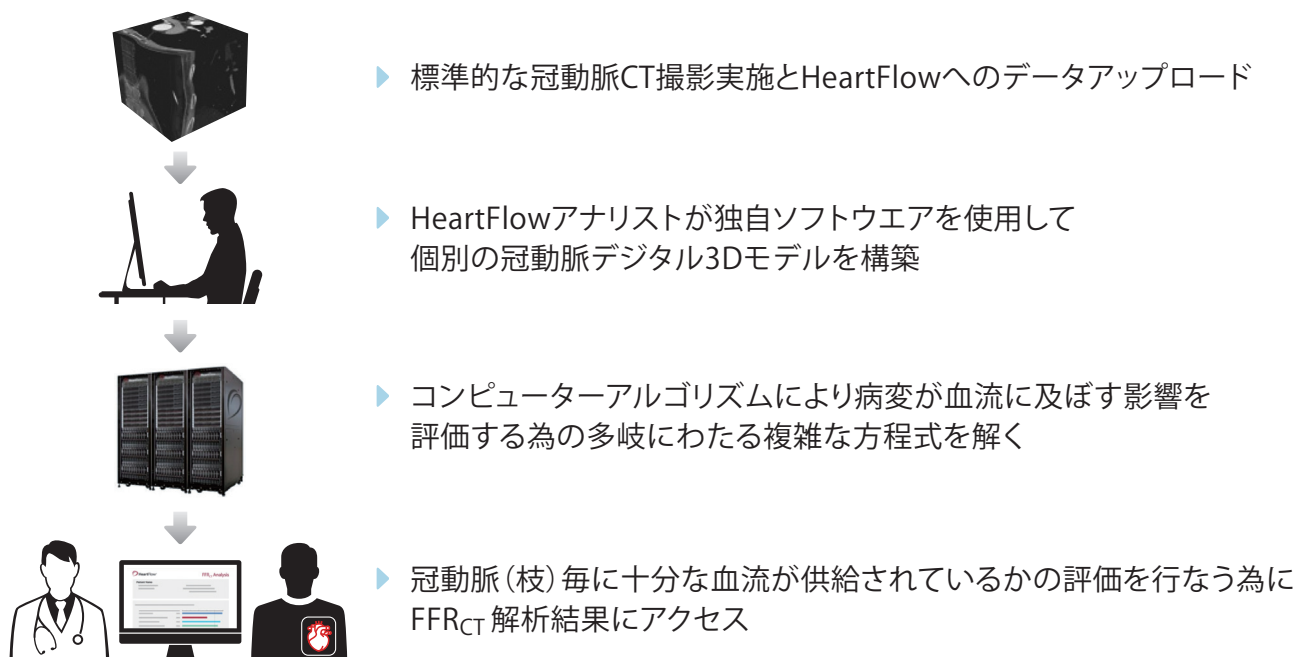 標準的な冠動脈CT撮影実施とHeartFlowへのデータアップロード
HeartFlowアナリストが独自ソフトウエアを使用して
個別の冠動脈デジタル3Dモデルを構築
コンピューターアルゴリズムにより病変が血流に及ぼす影響を
評価する為の多岐にわたる複雑な方程式を解く
HeartFlow
FFRCT Analysis
冠動脈(枝)毎に十分な血流が供給されているかの評価を行なう為に
FFRCT 解析結果にアクセス